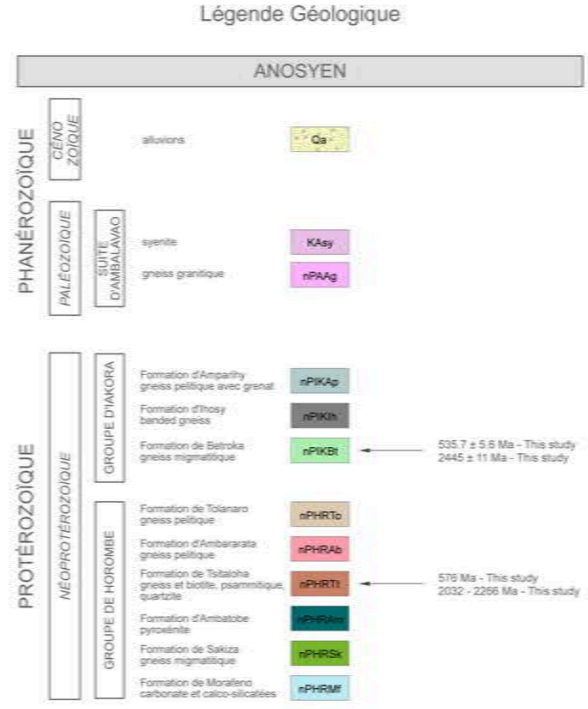 Légende Géologique
ANOSYEN
PHANÉROZOÏQUE
CÉNO
ZOÏQUE
alluvions
Qa
PALÉOZOÏQUE
SUITE
D'AMBALAVAO
syenite
KAsy
gneiss granitique
nPAAg
PROTÉROZOÏQUE
NÉOPROTÉROZOÏQUE
GROUPE D'IAKORA
Formation d'Amparihy
gneiss pelitique avec grenat
nPIKAp
Formation d'Ihosy
banded gneiss
nPIKIh
Formation de Betroka
gneiss migmatitique
nPIKBt
535.7 ± 5.6 Ma - This study
2445 ± 11 Ma - This study
GROUPE DE HOROMBE
Formation de Tolanaro
gneiss pelitique
nPHRTo
Formation d'Ambararata
gneiss pelitique
nPHRAb
Formation de Tsitaloha
gneiss et biotite, psamnitique,
quartzite
nPHRTt
576 Ma - This study
2032 - 2266 Ma - This study
Formation d'Ambatobe
pyroxénite
nPHRAm
Formation de Sakiza
gneiss migmatitique
nPHRSk
Formation de Morafeno
carbonate et calco-silicatées
nPHRMf